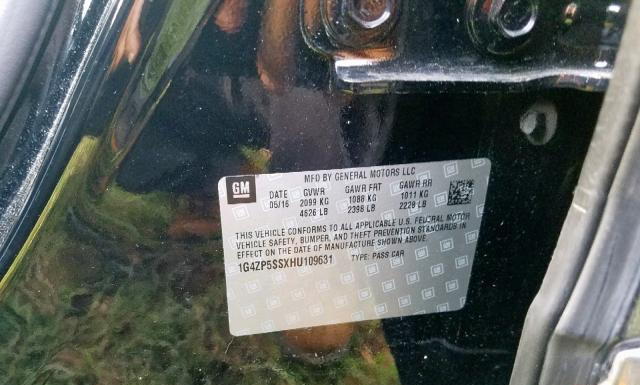 MFD BY GENERAL MOTORS LLC
GM DATE GVWR GAWR FRT GAWR RR
05/16 2099 KG 1088 KG 1011 KG
4626 LB 2398 LB 2228 LB
THIS VEHICLE CONFORMS TO ALL APPLICABLE U.S. FEDERAL MOTOR
VEHICLE SAFETY, BUMPER, AND THEFT PREVENTION STANDARDS IN
EFFECT ON THE DATE OF MANUFACTURE SHOWN ABOVE.
1G4ZP5SSXHU109631 TYPE: PASS CAR